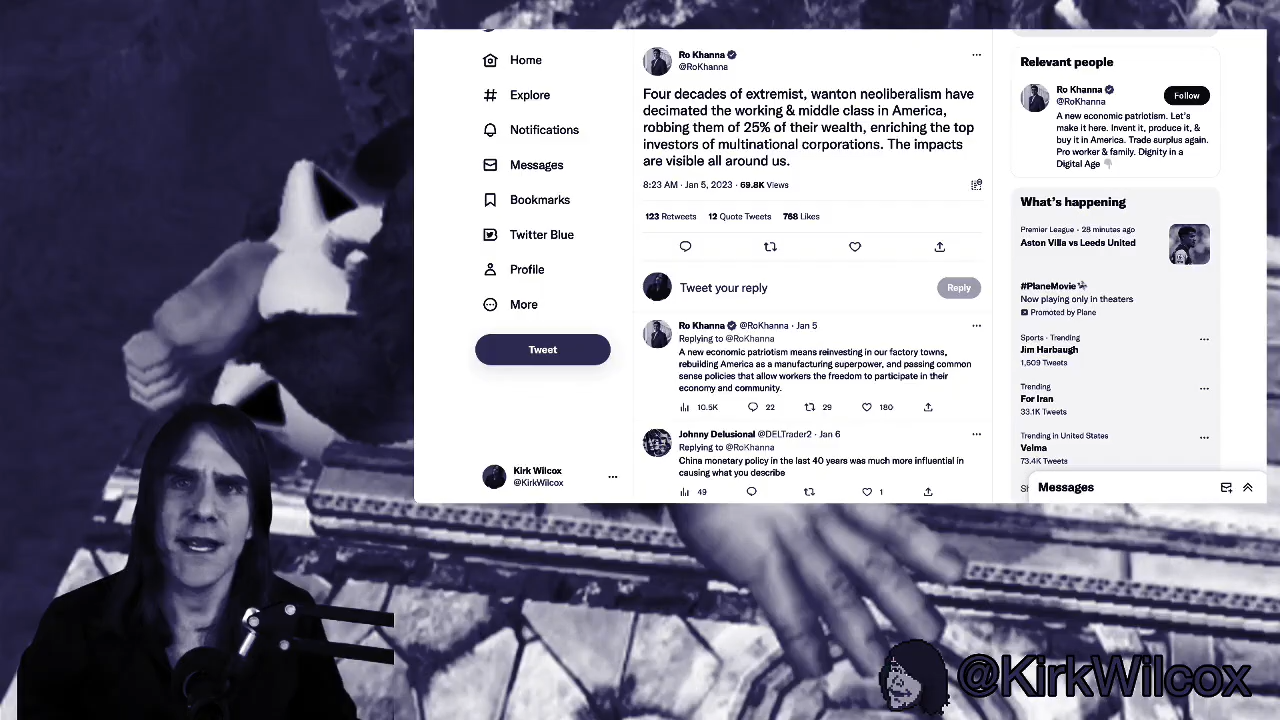 Home
Explore
Notifications
Messages
Bookmarks
Twitter Blue
Profile
More
Tweet
Kirk Wilcox
@KirkWilcox
Ro Khanna
@RoKhanna
Four decades of extremist, wanton neoliberalism have
decimated the working & middle class in America,
robbing them of 25% of their wealth, enriching the top
investors of multinational corporations. The impacts
are visible all around us.
8:23 AM · Jan 5, 2023 · 69.8K Views
123 Retweets 12 Quote Tweets 768 Likes
Tweet your reply
Reply
Ro Khanna @RoKhanna · Jan 5
Replying to @RoKhanna
A new economic patriotism means reinvesting in our factory towns,
rebuilding America as a manufacturing superpower, and passing common
sense policies that allow workers the freedom to participate in their
economy and community.
10.5K 22 29 180
Johnny Delusional @DELTrader2 · Jan 6
Replying to @RoKhanna
China monetary policy in the last 40 years was much more influential in
causing what you describe
49 1
Relevant people
Ro Khanna
@RoKhanna
Follow
A new economic patriotism. Let's
make it here. Invent it, produce it, &
buy it in America. Trade surplus again.
Pro worker & family. Dignity in a
Digital Age
What's happening
Premier League · 28 minutes ago
Aston Villa vs Leeds United
#PlaneMovie
Now playing only in theaters
Promoted by Plane
Sports · Trending
Jim Harbaugh
1,609 Tweets
Trending
For Iran
33.1K Tweets
Trending in United States
Velma
73.4K Tweets
Messages
@KirkWilcox